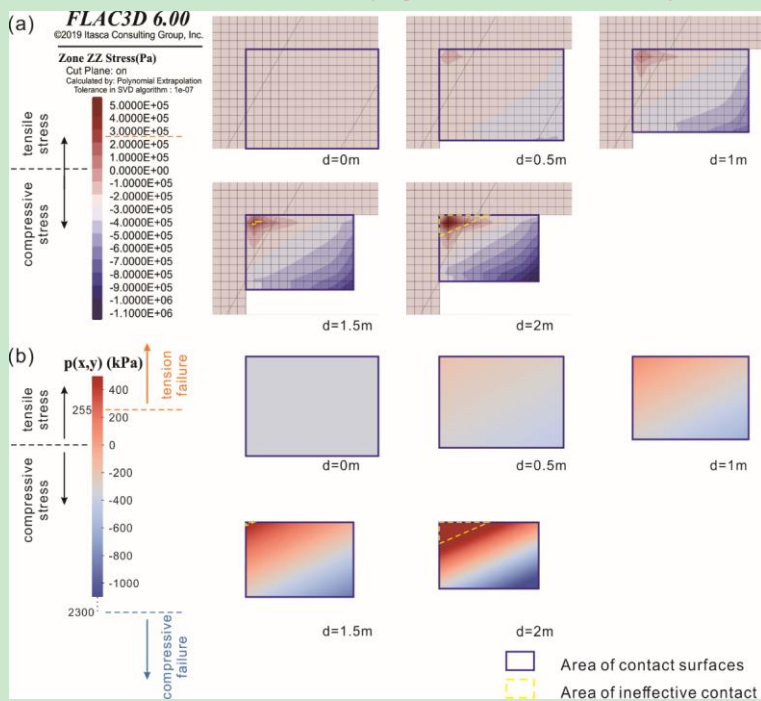 (a)
FLAC3D 6.00
©2019 Itasca Consulting Group, Inc.
Zone ZZ Stress(Pa)
Cut Plane: on
Calculated by: Polynomial Extrapolation
Tolerance in SVD algorithm : 1e-07
5.0000E+05
4.0000E+05
3.0000E+05
2.0000E+05
1.0000E+05
0.0000E+00
-1.0000E+05
-2.0000E+05
-3.0000E+05
-4.0000E+05
-5.0000E+05
-6.0000E+05
-7.0000E+05
-8.0000E+05
-9.0000E+05
-1.0000E+06
-1.1000E+06
tensile stress
compressive stress
d=0m
d=0.5m
d=1m
d=1.5m
d=2m
(b)
p(x,y) (kPa)
400
255
200
0
-200
-400
-600
-800
-1000
2300
tensile stress
compressive stress
tension failure
compressive failure
d=0m
d=0.5m
d=1m
d=1.5m
d=2m
Area of contact surfaces
Area of ineffective contact